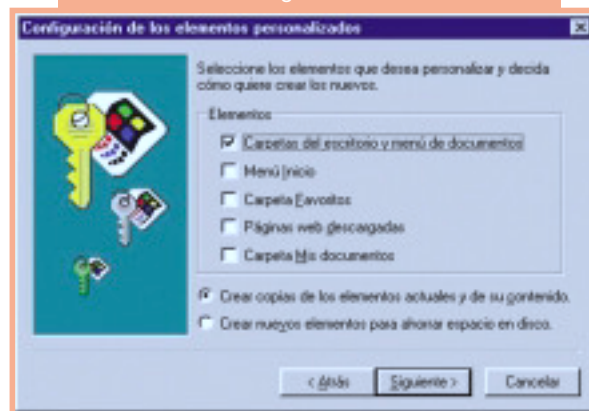 Configuración de los elementos personalizados
Seleccione los elementos que desea personalizar y decida
cómo quiere crear los nuevos.
Elementos
Carpetas del escritorio y menú de documentos
Menú Inicio
Carpeta Favoritos
Páginas web descargadas
Carpeta Mis documentos
Crear copias de los elementos actuales y de su contenido.
Crear nuevos elementos para ahorrar espacio en disco.
< Atrás
Siguiente >
Cancelar